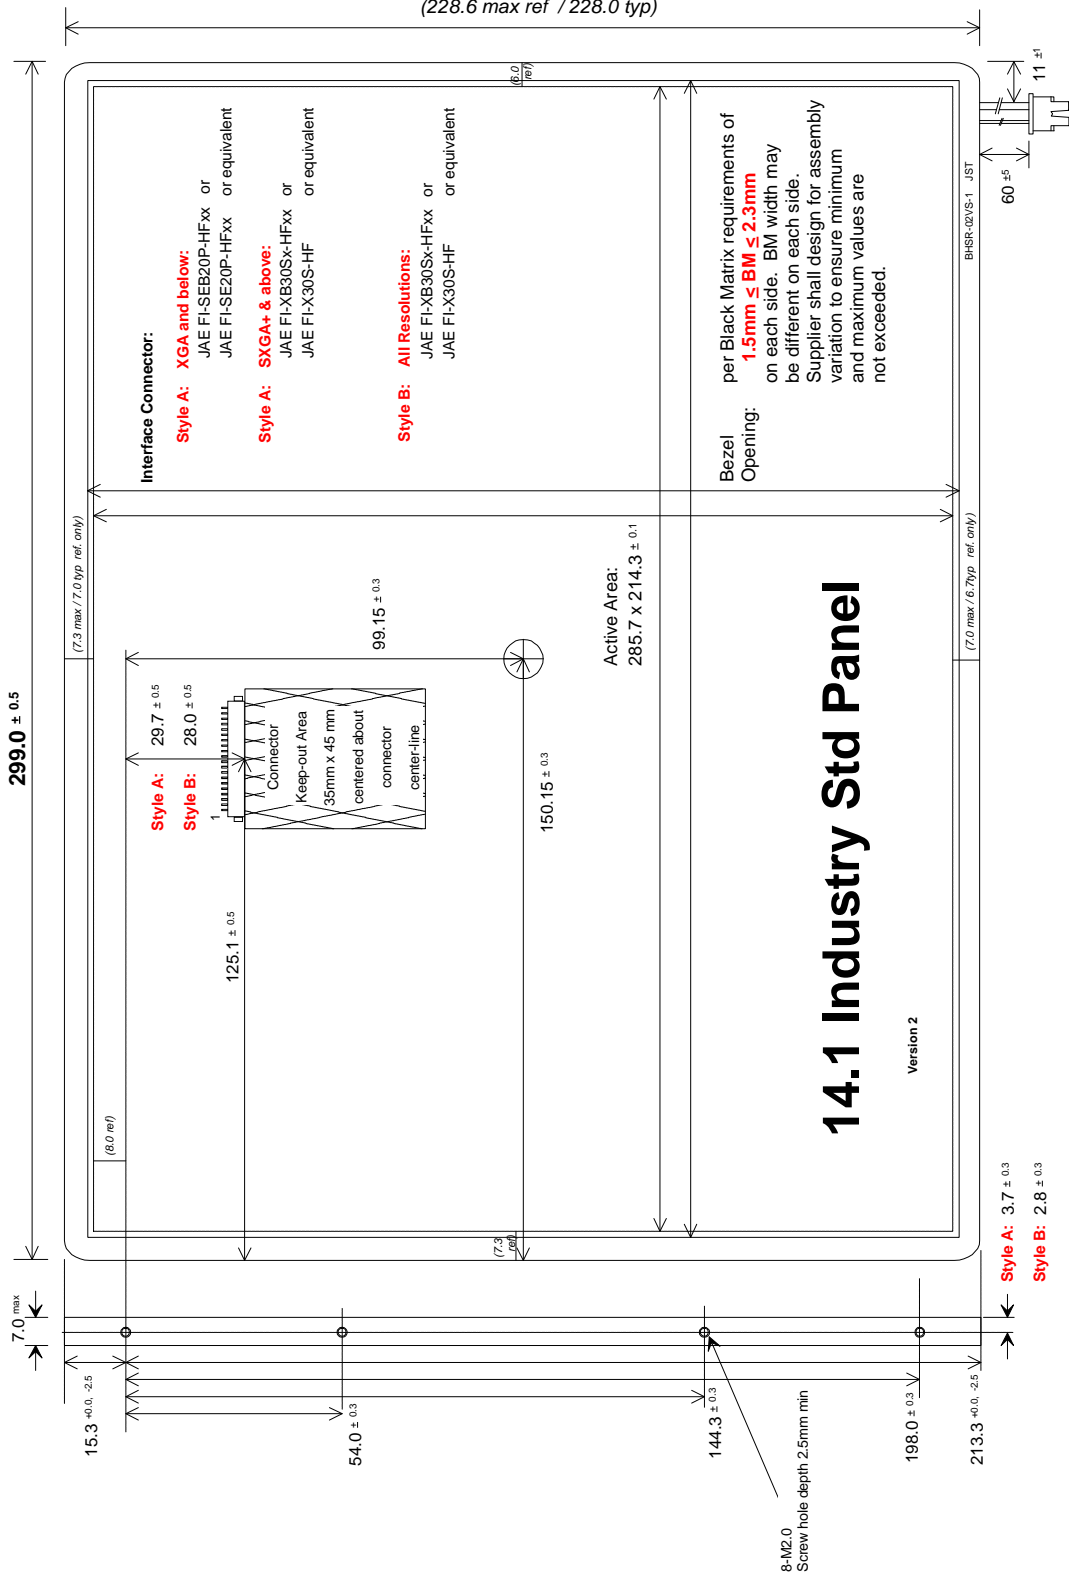 (228.6 max ref / 228.0 typ)
299.0 ± 0.5
7.0 max
15.3 +0.0, -2.5
54.0 ± 0.3
144.3 ± 0.3
198.0 ± 0.3
213.3 +0.0, -2.5
8-M2.0
Screw hole depth 2.5mm min
Style A: 3.7 ± 0.3
Style B: 2.8 ± 0.3
(8.0 ref)
(7.3 ref)
(7.3 max / 7.0 typ ref. only)
(6.0 ref)
(7.0 max / 6.7typ ref. only)
125.1 ± 0.5
Style A: 29.7 ± 0.5
Style B: 28.0 ± 0.5
1
Connector
Keep-out Area
35mm x 45 mm
centered about
connector
center-line
99.15 ± 0.3
150.15 ± 0.3
Active Area:
285.7 x 214.3 ± 0.1
Interface Connector:
Style A: XGA and below:
JAE FI-SEB20P-HFxx or
JAE FI-SE20P-HFxx or equivalent
Style A: SXGA+ & above:
JAE FI-XB30Sx-HFxx or
JAE FI-X30S-HF or equivalent
Style B: All Resolutions:
JAE FI-XB30Sx-HFxx or
JAE FI-X30S-HF or equivalent
Bezel Opening:
per Black Matrix requirements of
1.5mm ≤ BM ≤ 2.3mm
on each side. BM width may
be different on each side.
Supplier shall design for assembly
variation to ensure minimum
and maximum values are
not exceeded.
14.1 Industry Std Panel
Version 2
BHSR-02VS-1 JST
60 ±5
11 ±1